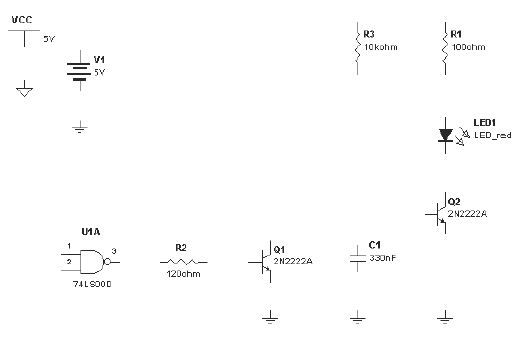 VCC
5V
V1
5V
R3
10kohm
R1
100ohm
LED1
LED_red
Q2
2N2222A
U1A
1
2
3
74LS00D
R2
120ohm
Q1
2N2222A
C1
330nF